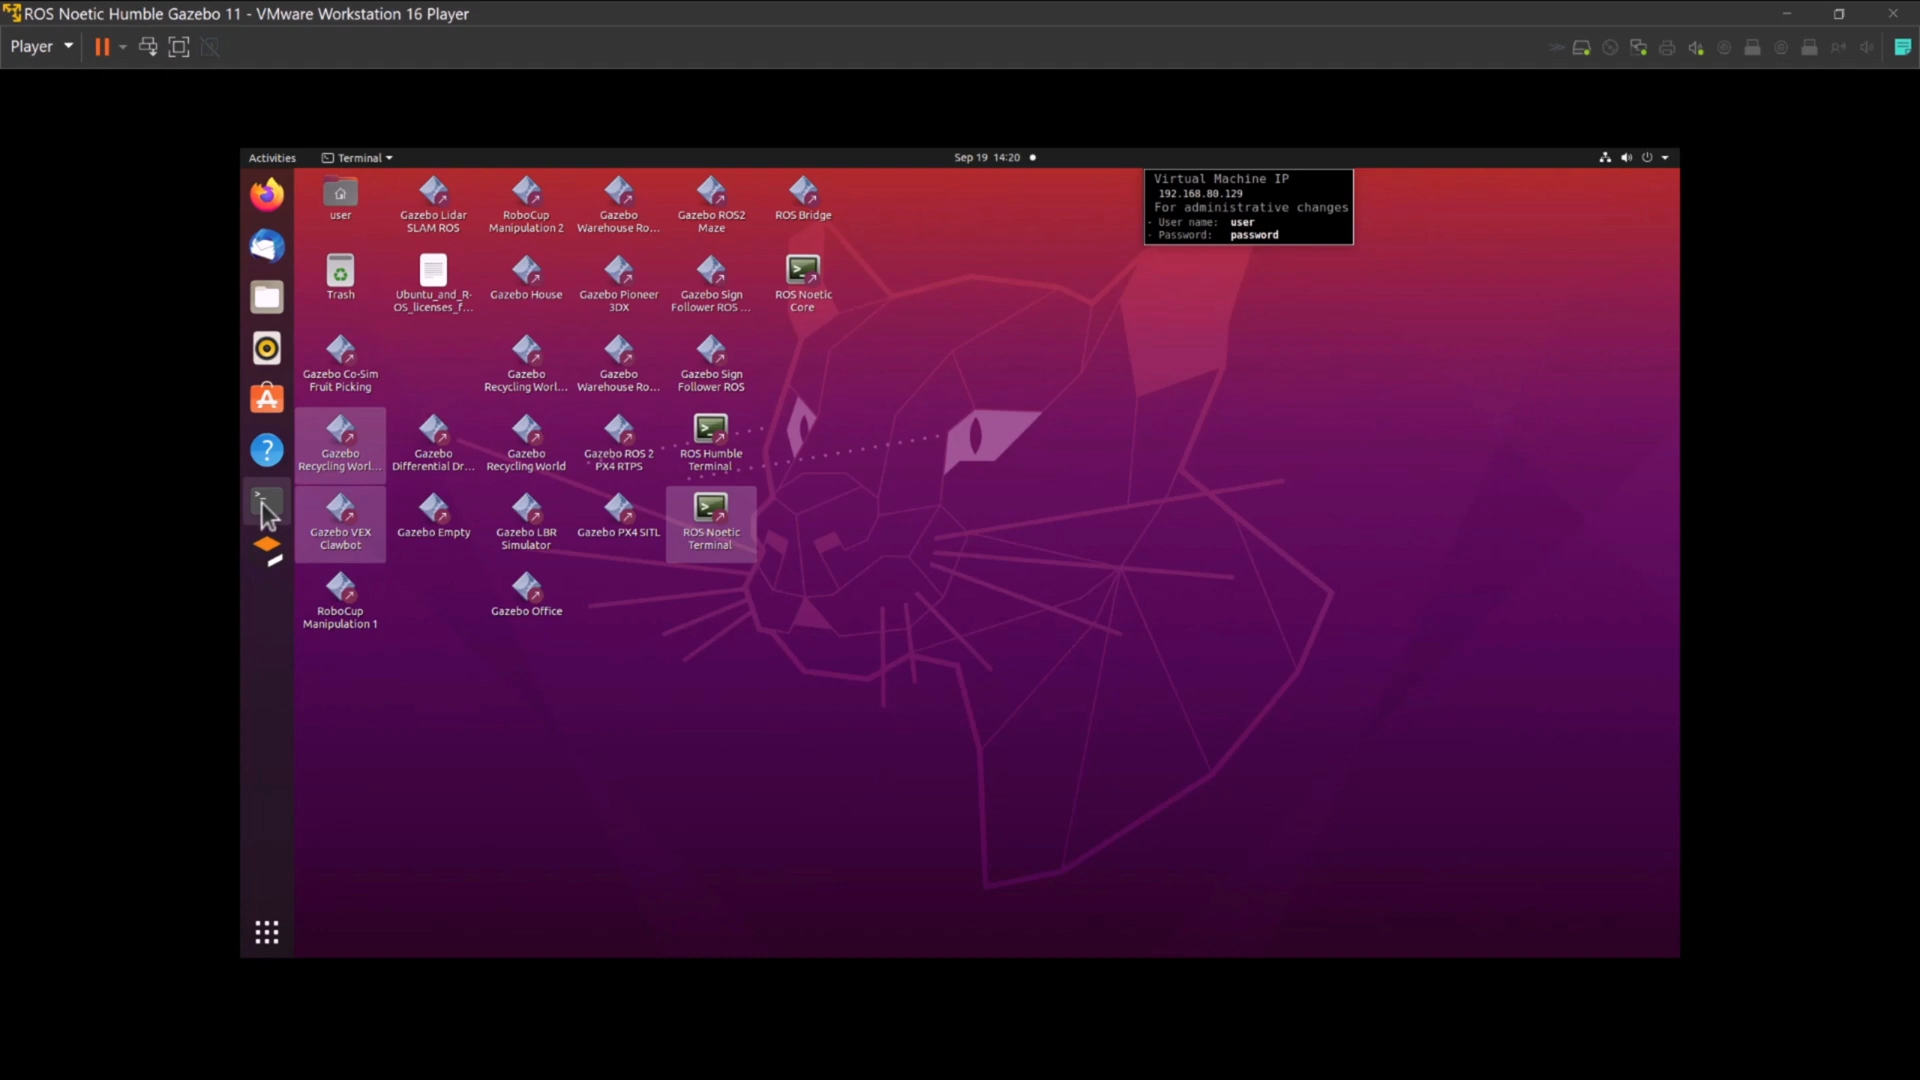 ROS Noetic Humble Gazebo 11 - VMware Workstation 16 Player
Player
Activities
Terminal
Sep 19 14:20
Virtual Machine IP
192.168.80.129
For administrative changes
- User name: user
- Password: password
user
Gazebo Lidar
SLAM ROS
RoboCup
Manipulation 2
Gazebo
Warehouse Ro...
Gazebo ROS2
Maze
ROS Bridge
Trash
Ubuntu_and_R-
OS_licenses_f...
Gazebo House
Gazebo Pioneer
3DX
Gazebo Sign
Follower ROS ...
ROS Noetic
Core
Gazebo Co-Sim
Fruit Picking
Gazebo
Recycling Worl...
Gazebo
Warehouse Ro...
Gazebo Sign
Follower ROS
Gazebo
Recycling Worl...
Gazebo
Differential Dr...
Gazebo
Recycling World
Gazebo ROS 2
PX4 RTPS
ROS Humble
Terminal
Gazebo VEX
Clawbot
Gazebo Empty
Gazebo LBR
Simulator
Gazebo PX4 SITL
ROS Noetic
Terminal
RoboCup
Manipulation 1
Gazebo Office